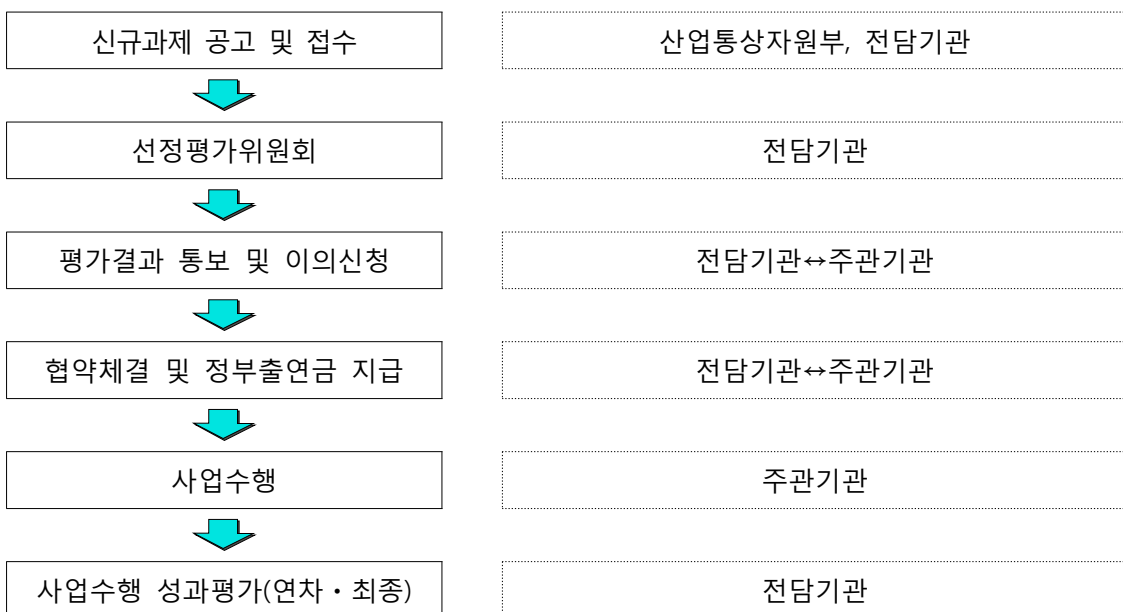 신규과제 공고 및 접수
산업통상자원부, 전담기관
선정평가위원회
전담기관
평가결과 통보 및 이의신청
전담기관↔주관기관
협약체결 및 정부출연금 지급
전담기관↔주관기관
사업수행
주관기관
사업수행 성과평가(연차・최종)
전담기관